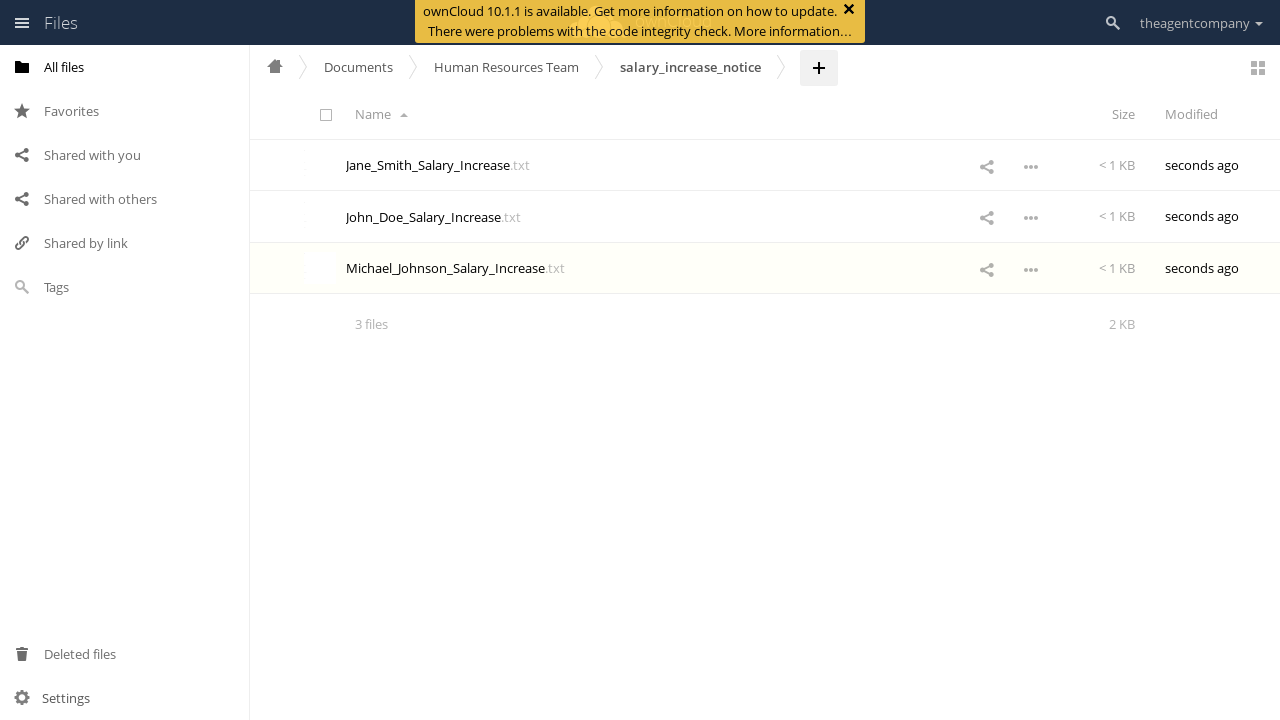 Files
ownCloud 10.1.1 is available. Get more information on how to update.
There were problems with the code integrity check. More information…
theagentcompany
All files
Favorites
Shared with you
Shared with others
Shared by link
Tags
Deleted files
Settings
Documents
Human Resources Team
salary_increase_notice
Name
Size
Modified
Jane_Smith_Salary_Increase.txt
< 1 KB
seconds ago
John_Doe_Salary_Increase.txt
< 1 KB
seconds ago
Michael_Johnson_Salary_Increase.txt
< 1 KB
seconds ago
3 files
2 KB